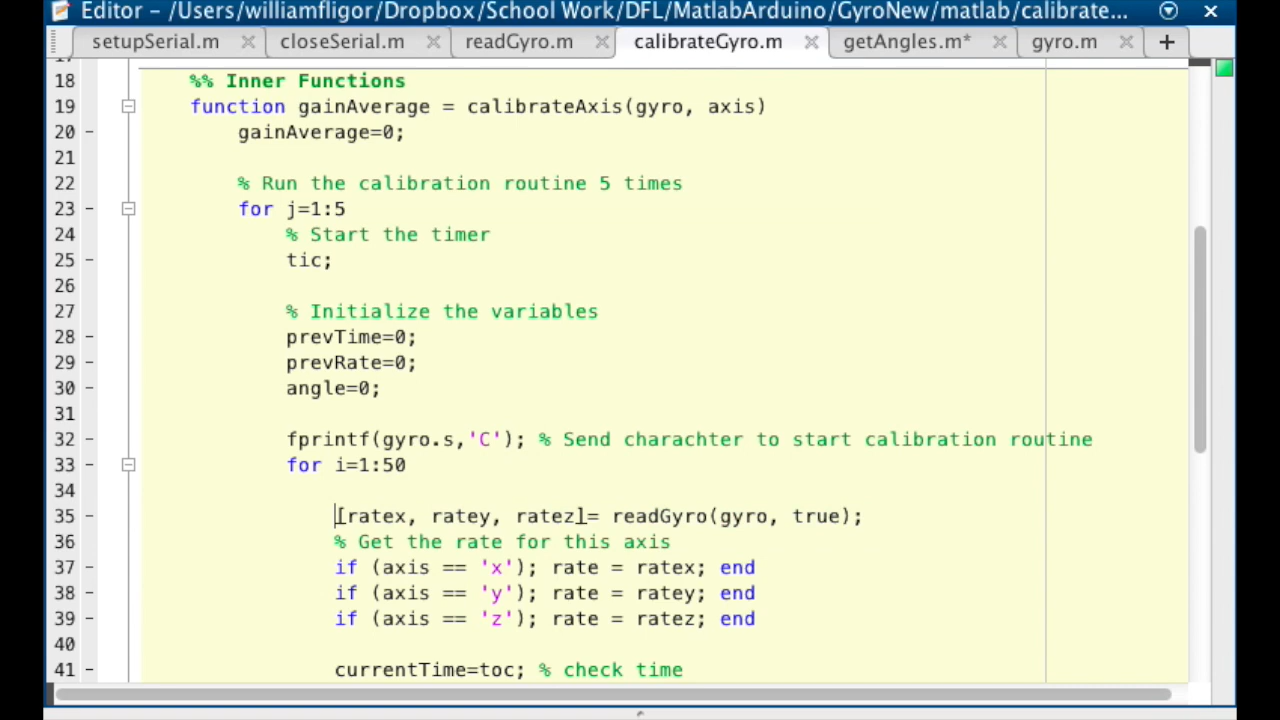 Editor – /Users/williamfligor/Dropbox/School Work/DFL/MatlabArduino/GyroNew/matlab/calibrate...
setupSerial.m closeSerial.m readGyro.m calibrateGyro.m getAngles.m* gyro.m
18 %% Inner Functions
19 function gainAverage = calibrateAxis(gyro, axis)
20 - gainAverage=0;
21
22 % Run the calibration routine 5 times
23 - for j=1:5
24 % Start the timer
25 - tic;
26
27 % Initialize the variables
28 - prevTime=0;
29 - prevRate=0;
30 - angle=0;
31
32 - fprintf(gyro.s,'C'); % Send charachter to start calibration routine
33 - for i=1:50
34
35 - [ratex, ratey, ratez]= readGyro(gyro, true);
36 % Get the rate for this axis
37 - if (axis == 'x'); rate = ratex; end
38 - if (axis == 'y'); rate = ratey; end
39 - if (axis == 'z'); rate = ratez; end
40
41 - currentTime=toc; % check time